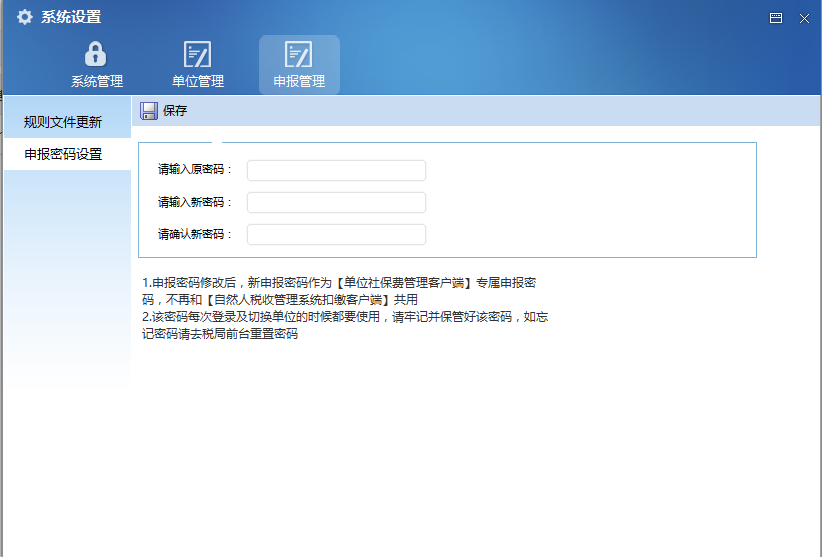 系统设置
系统管理
单位管理
申报管理
规则文件更新
申报密码设置
保存
请输入原密码：
请输入新密码：
请确认新密码：
1.申报密码修改后，新申报密码作为【单位社保费管理客户端】专属申报密
码，不再和【自然人税收管理系统扣缴客户端】共用
2.该密码每次登录及切换单位的时候都要使用，请牢记并保管好该密码，如忘
记密码请去税局前台重置密码